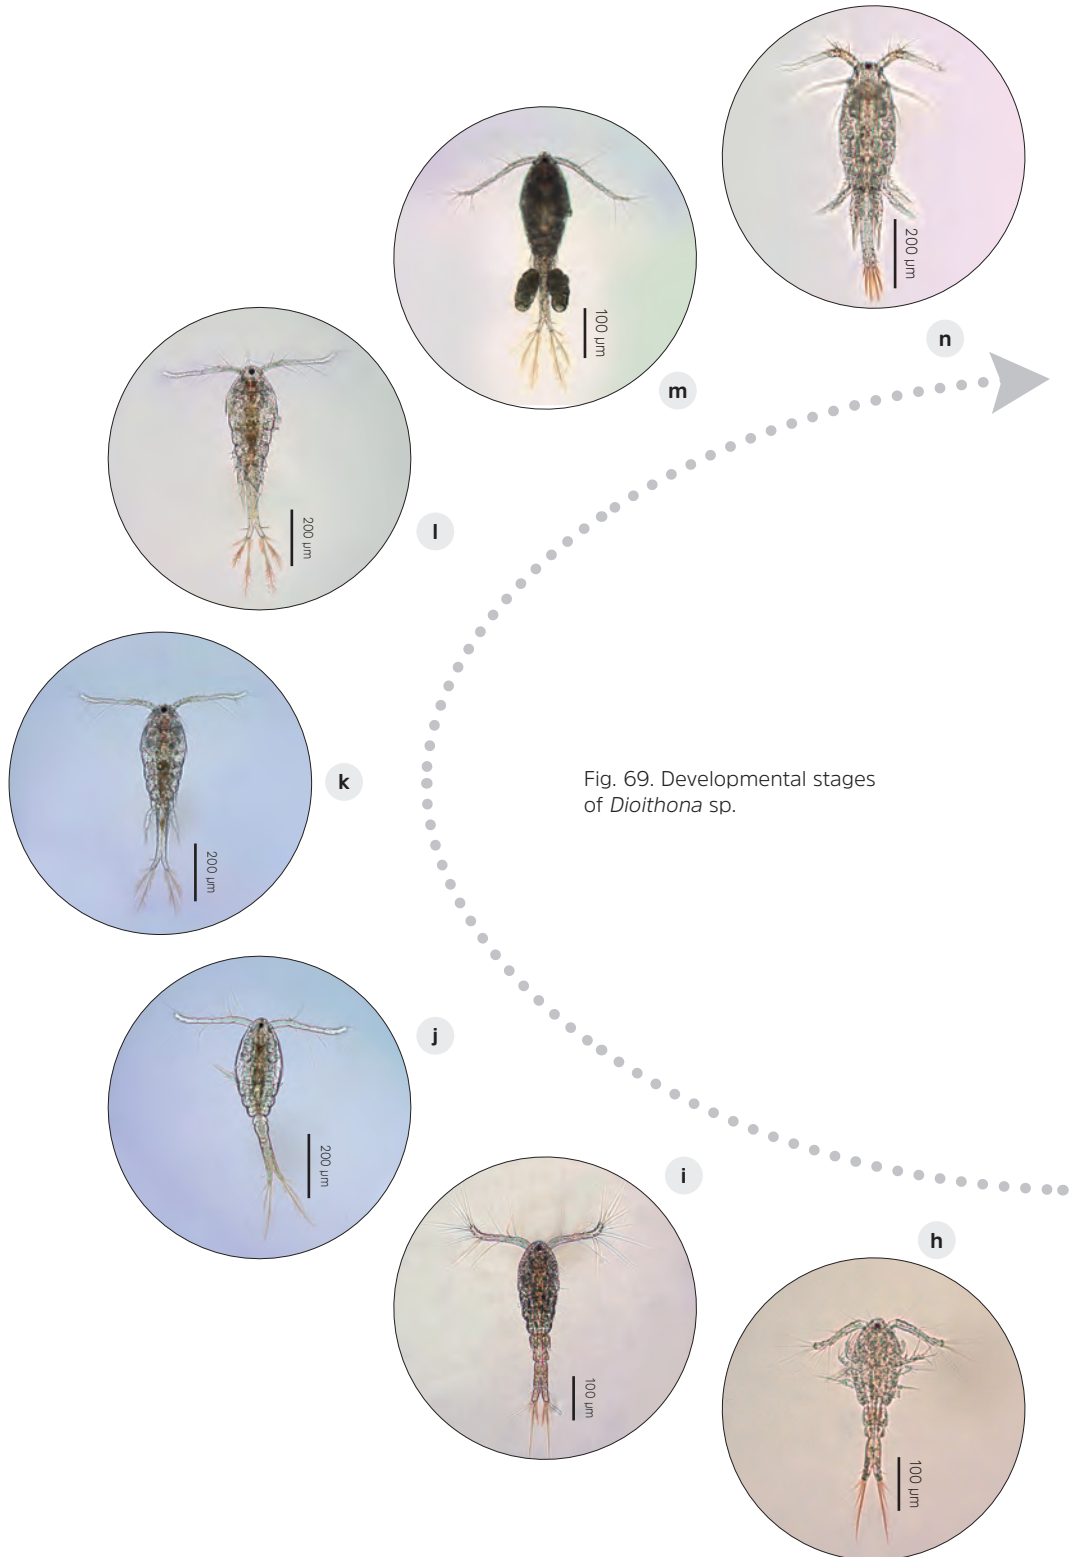 200 µm
n
100 µm
m
200 µm
l
200 µm
k
Fig. 69. Developmental stages
of Dioithona sp.
200 µm
j
100 µm
i
h
100 µm